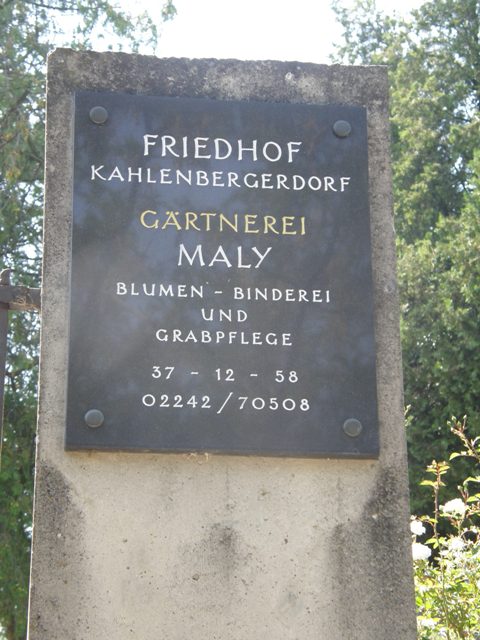 FRIEDHOF
KAHLENBERGERDORF
GÄRTNEREI
MALY
BLUMEN - BINDEREI
UND
GRABPFLEGE
37 - 12 - 58
02242/70508